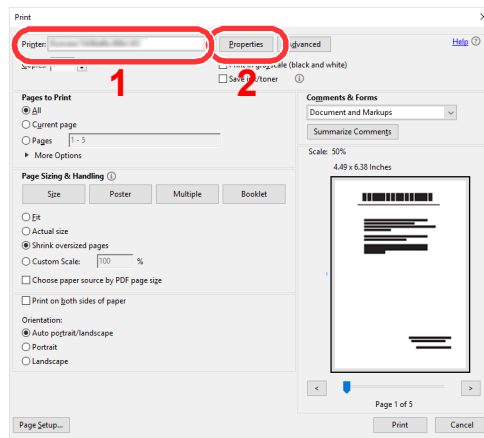 Print
Printer: Properties Advanced Help
Copies: Print in grayscale (black and white)
1 2 Save ink/toner
Pages to Print
All
Current page
Pages 1 - 5
More Options
Page Sizing & Handling
Size Poster Multiple Booklet
Fit
Actual size
Shrink oversized pages
Custom Scale: 100 %
Choose paper source by PDF page size
Print on both sides of paper
Orientation:
Auto portrait/landscape
Portrait
Landscape
Comments & Forms
Document and Markups
Summarize Comments
Scale: 50%
4.49 x 6.38 Inches
< >
Page 1 of 5
Page Setup... Print Cancel